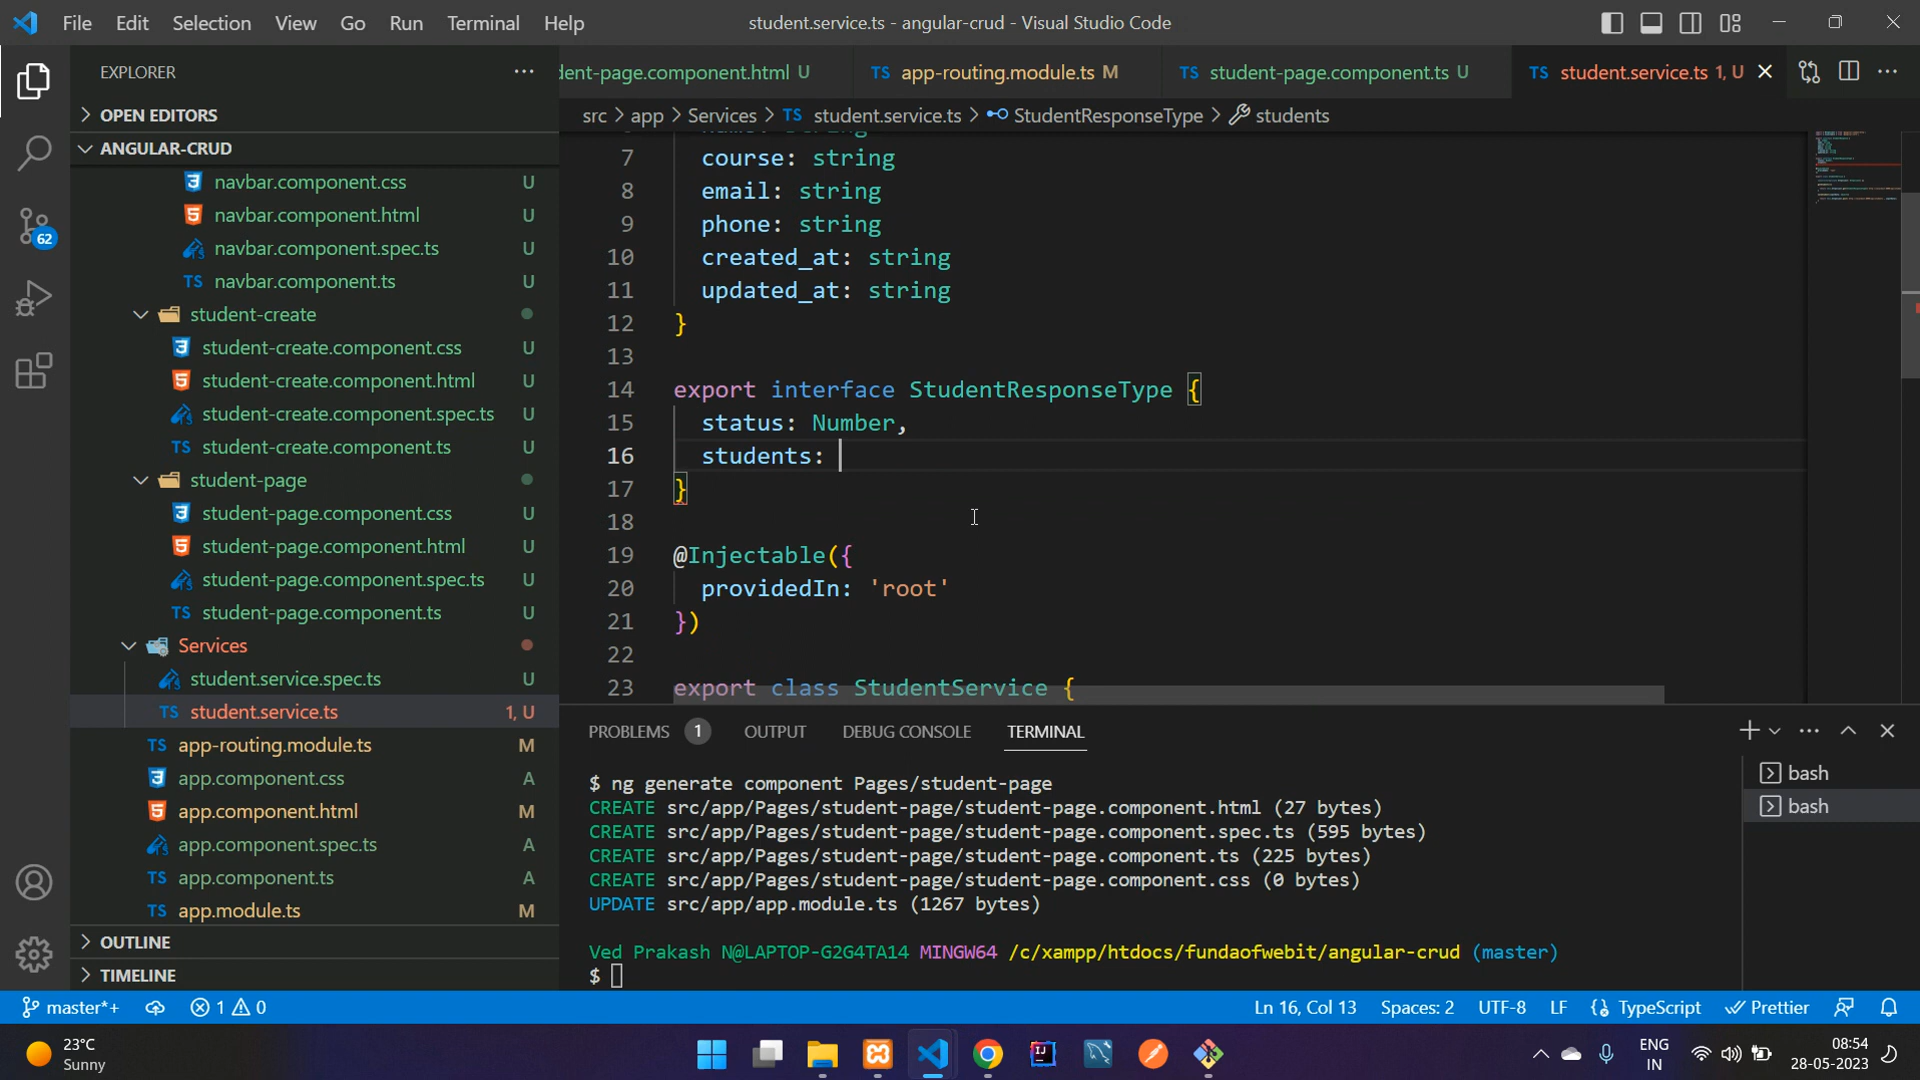 File Edit Selection View Go Run Terminal Help
student.service.ts - angular-crud - Visual Studio Code
EXPLORER
OPEN EDITORS
ANGULAR-CRUD
navbar.component.css U
navbar.component.html U
navbar.component.spec.ts U
navbar.component.ts U
student-create
student-create.component.css U
student-create.component.html U
student-create.component.spec.ts U
student-create.component.ts U
student-page
student-page.component.css U
student-page.component.html U
student-page.component.spec.ts U
student-page.component.ts U
Services
student.service.spec.ts U
student.service.ts 1, U
app-routing.module.ts M
app.component.css A
app.component.html M
app.component.spec.ts A
app.component.ts A
app.module.ts M
OUTLINE
TIMELINE
62
dent-page.component.html U
TS app-routing.module.ts M
TS student-page.component.ts U
TS student.service.ts 1, U
src > app > Services > TS student.service.ts > StudentResponseType > students
7 course: string
8 email: string
9 phone: string
10 created_at: string
11 updated_at: string
12 }
13
14 export interface StudentResponseType {
15 status: Number,
16 students:
17 }
18
19 @Injectable({
20 providedIn: 'root'
21 })
22
23 export class StudentService {
PROBLEMS 1 OUTPUT DEBUG CONSOLE TERMINAL
$ ng generate component Pages/student-page
CREATE src/app/Pages/student-page/student-page.component.html (27 bytes)
CREATE src/app/Pages/student-page/student-page.component.spec.ts (595 bytes)
CREATE src/app/Pages/student-page/student-page.component.ts (225 bytes)
CREATE src/app/Pages/student-page/student-page.component.css (0 bytes)
UPDATE src/app/app.module.ts (1267 bytes)
Ved Prakash N@LAPTOP-G2G4TA14 MINGW64 /c/xampp/htdocs/fundaofwebit/angular-crud (master)
$
bash
bash
master*+ 1 0
Ln 16, Col 13 Spaces: 2 UTF-8 LF {} TypeScript Prettier
23°C
Sunny
ENG
IN
08:54
28-05-2023